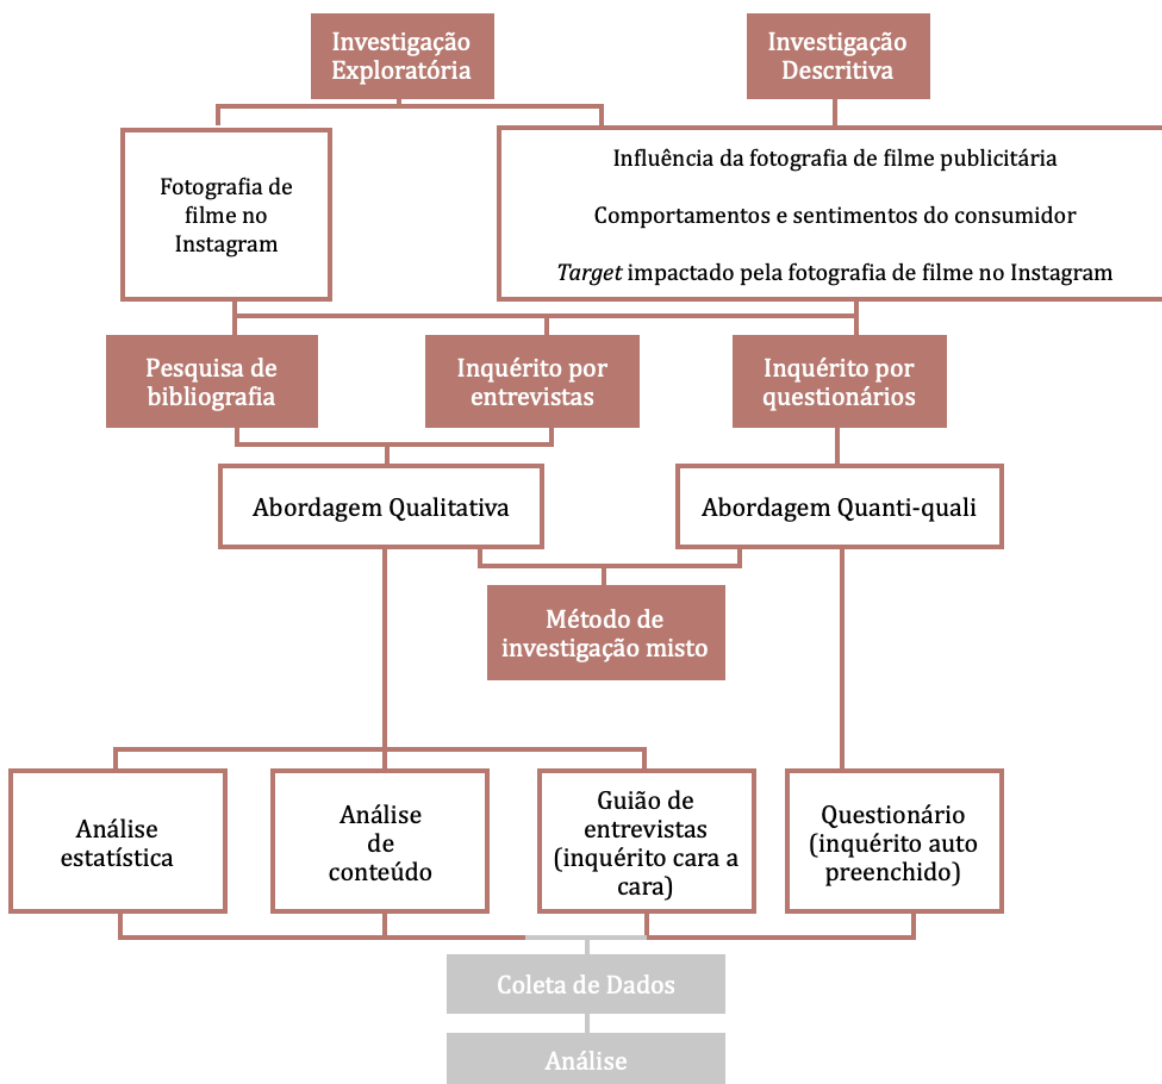 Investigação
Exploratória
Investigação
Descritiva
Fotografia de
filme no
Instagram
Influência da fotografia de filme publicitária
Comportamentos e sentimentos do consumidor
Target impactado pela fotografia de filme no Instagram
Pesquisa de
bibliografia
Inquérito por
entrevistas
Inquérito por
questionários
Abordagem Qualitativa
Abordagem Quanti-quali
Método de
investigação misto
Análise
estatística
Análise
de
conteúdo
Guião de
entrevistas
(inquérito cara a
cara)
Questionário
(inquérito auto
preenchido)
Coleta de Dados
Análise